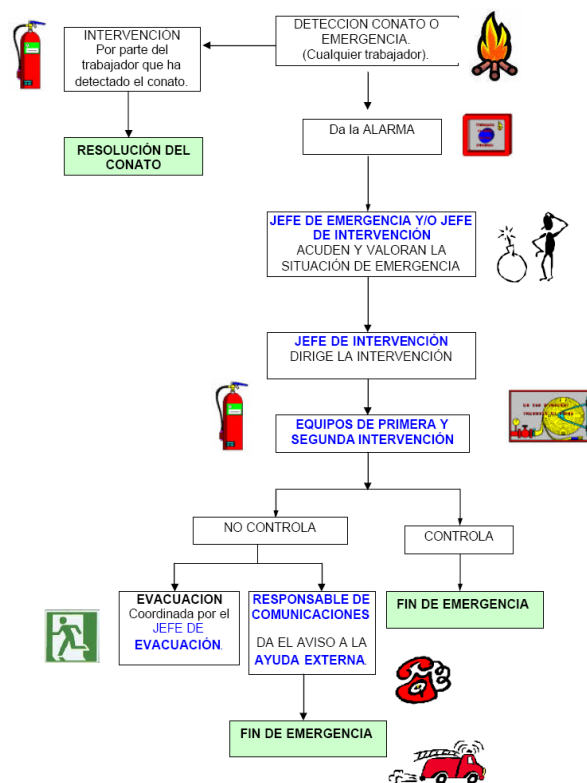 INTERVENCIÓN
Por parte del
trabajador que ha
detectado el conato.
DETECCION CONATO O
EMERGENCIA.
(Cualquier trabajador).
RESOLUCIÓN DEL
CONATO
Da la ALARMA
JEFE DE EMERGENCIA Y/O JEFE
DE INTERVENCIÓN
ACUDEN Y VALORAN LA
SITUACIÓN DE EMERGENCIA
JEFE DE INTERVENCIÓN
DIRIGE LA INTERVENCIÓN
EQUIPOS DE PRIMERA Y
SEGUNDA INTERVENCIÓN
NO CONTROLA
CONTROLA
EVACUACION
Coordinada por el
JEFE DE
EVACUACIÓN.
RESPONSABLE DE
COMUNICACIONES
DA EL AVISO A LA
AYUDA EXTERNA.
FIN DE EMERGENCIA
FIN DE EMERGENCIA